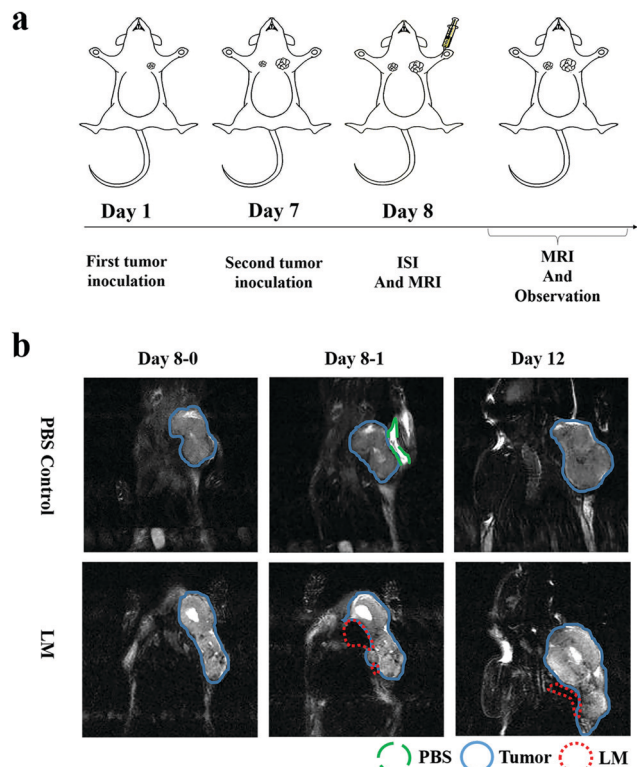 a
Day 1
Day 7
Day 8
First tumor
inoculation
Second tumor
inoculation
ISI
And MRI
MRI
And
Observation
b
Day 8-0
Day 8-1
Day 12
PBS Control
LM
PBS
Tumor
LM